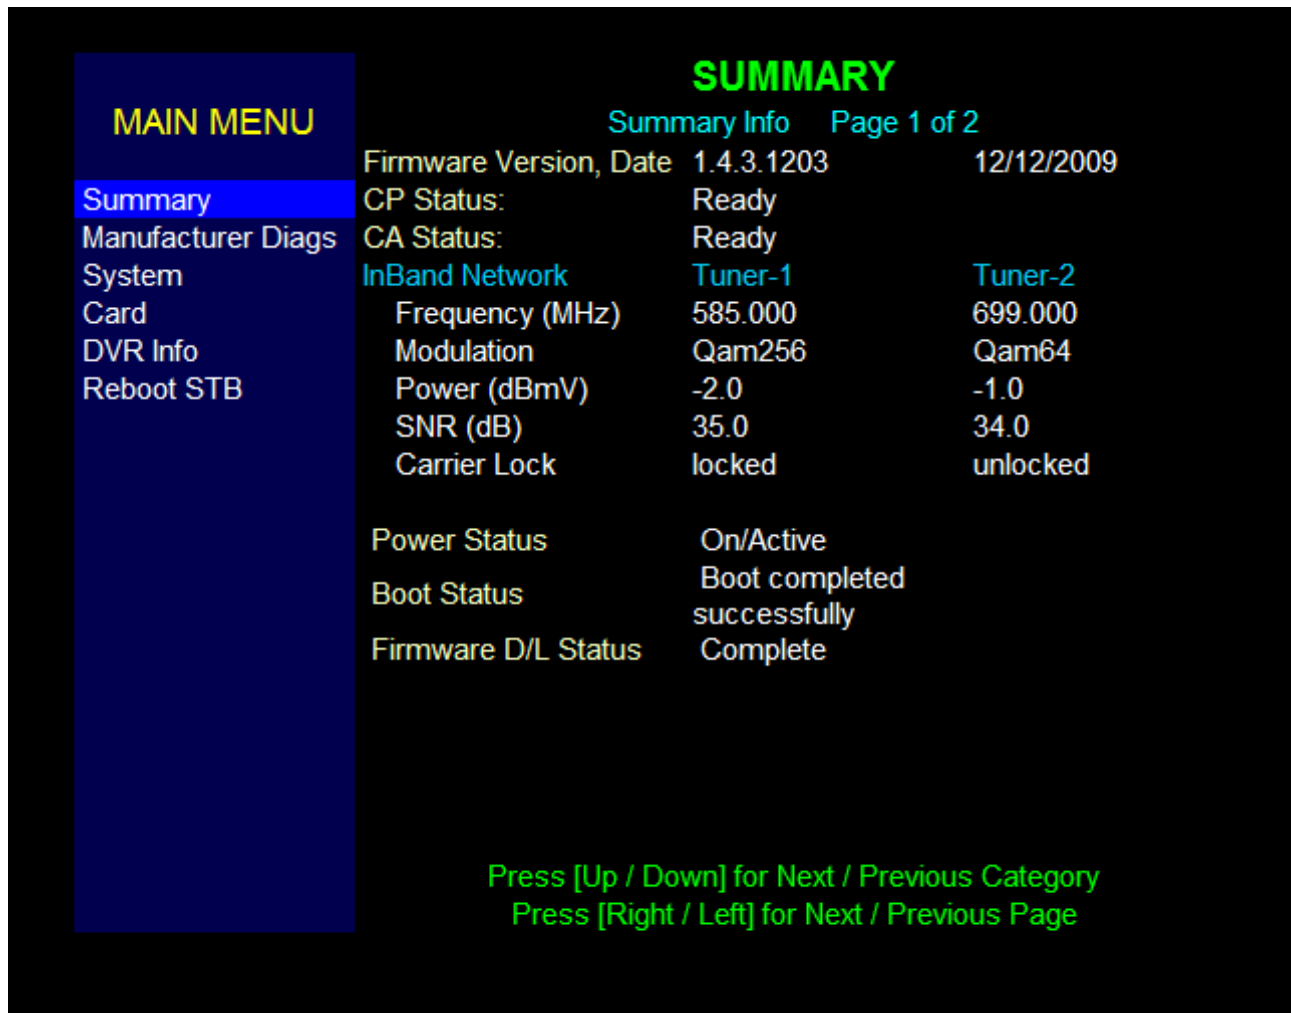 MAIN MENU
Summary
Manufacturer Diags
System
Card
DVR Info
Reboot STB
SUMMARY
Summary Info Page 1 of 2
Firmware Version, Date 1.4.3.1203 12/12/2009
CP Status: Ready
CA Status: Ready
InBand Network Tuner-1 Tuner-2
Frequency (MHz) 585.000 699.000
Modulation Qam256 Qam64
Power (dBmV) -2.0 -1.0
SNR (dB) 35.0 34.0
Carrier Lock locked unlocked
Power Status On/Active
Boot Status Boot completed
successfully
Firmware D/L Status Complete
Press [Up / Down] for Next / Previous Category
Press [Right / Left] for Next / Previous Page